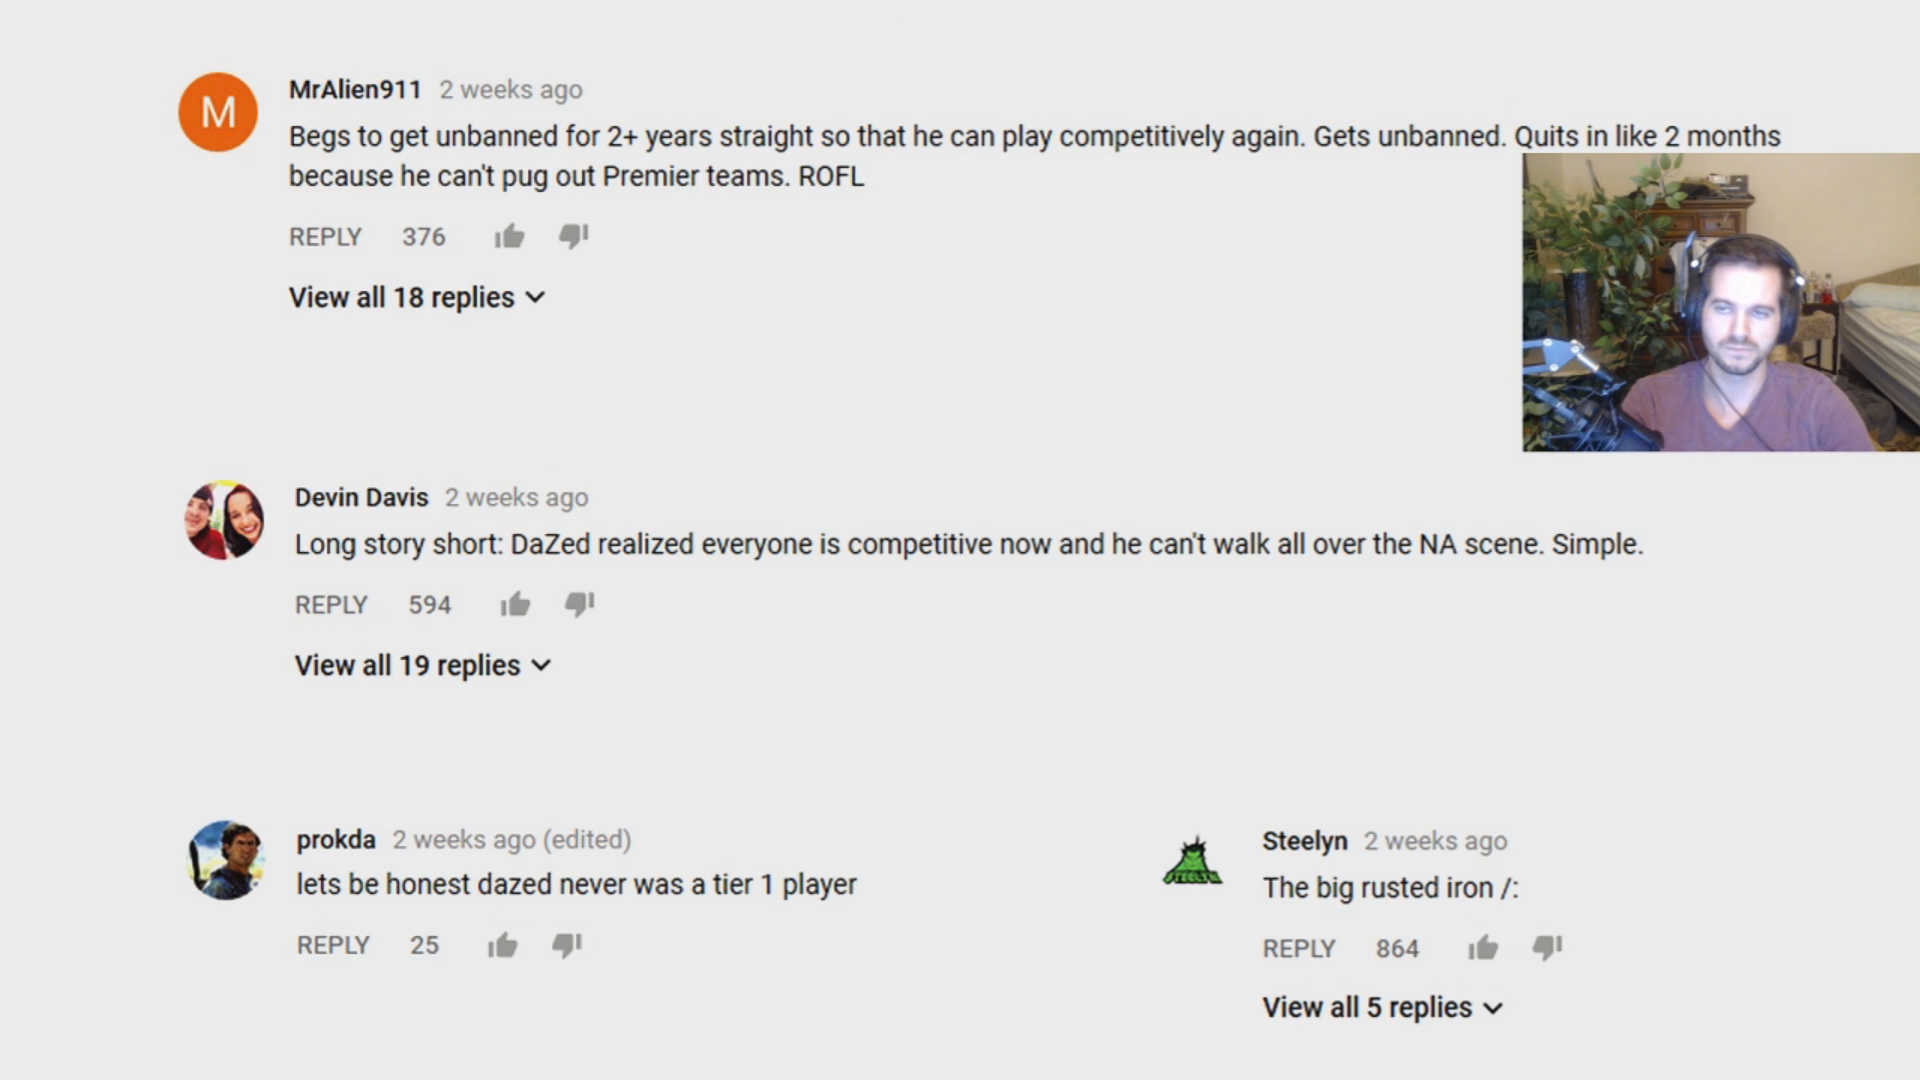 M
MrAlien911 2 weeks ago
Begs to get unbanned for 2+ years straight so that he can play competitively again. Gets unbanned. Quits in like 2 months
because he can't pug out Premier teams. ROFL
REPLY 376
View all 18 replies
Devin Davis 2 weeks ago
Long story short: DaZed realized everyone is competitive now and he can't walk all over the NA scene. Simple.
REPLY 594
View all 19 replies
prokda 2 weeks ago (edited)
lets be honest dazed never was a tier 1 player
REPLY 25
STEELYN
Steelyn 2 weeks ago
The big rusted iron /:
REPLY 864
View all 5 replies